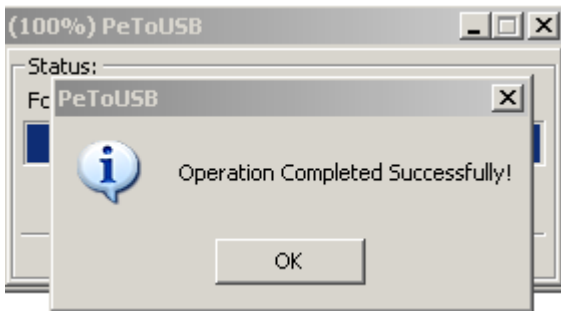 (100%) PeToUSB
Status:
PeToUSB
Operation Completed Successfully!
OK